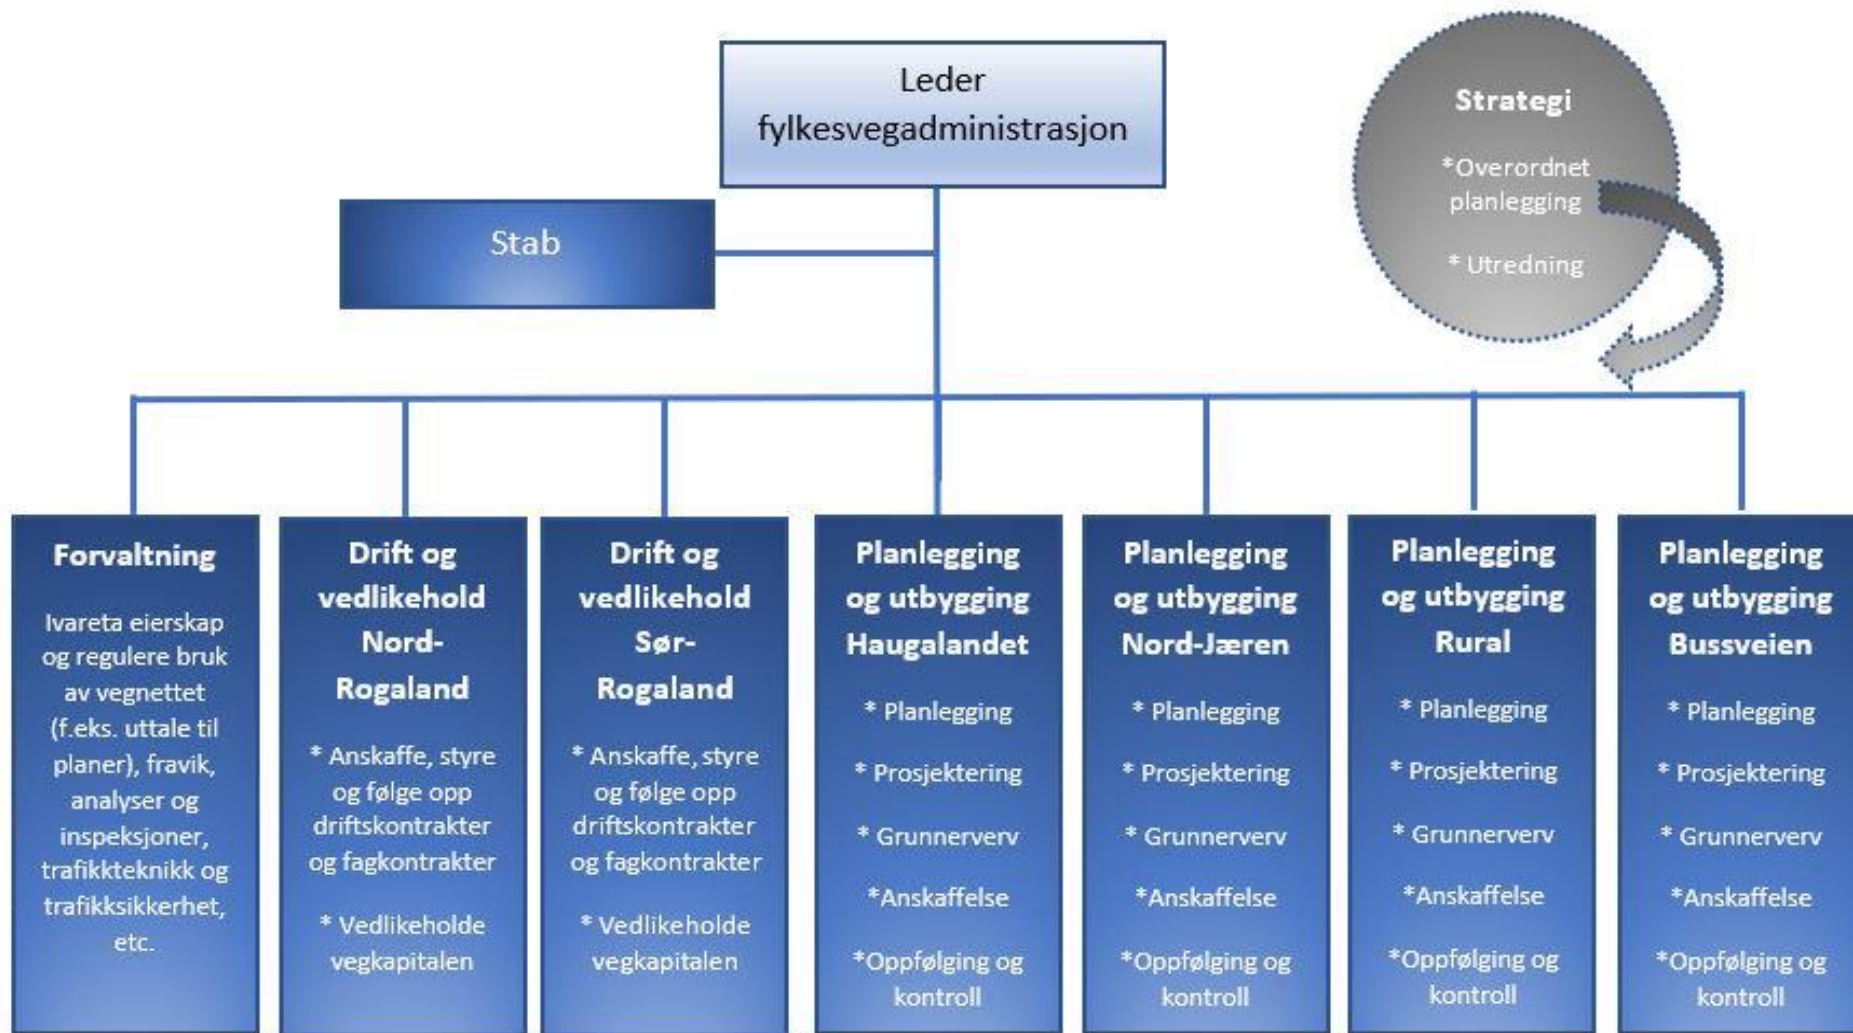 Leder
fylkesvegadministrasjon
Strategi
*Overordnet
planlegging
* Utredning
Stab
Forvaltning
Ivareta eierskap
og regulere bruk
av vegnettet
(f.eks. uttale til
planer), fravik,
analyser og
inspeksjoner,
trafikkteknikk og
trafikksikkerhet,
etc.
Drift og
vedlikehold
Nord-
Rogaland
* Anskaffe, styre
og følge opp
driftskontrakter
og fagkontrakter
* Vedlikeholde
vegkapitalen
Drift og
vedlikehold
Sør-
Rogaland
* Anskaffe, styre
og følge opp
driftskontrakter
og fagkontrakter
* Vedlikeholde
vegkapitalen
Planlegging
og utbygging
Haugalandet
* Planlegging
* Prosjektering
* Grunnerverv
*Anskaffelse
*Oppfølging og
kontroll
Planlegging
og utbygging
Nord-Jæren
* Planlegging
* Prosjektering
* Grunnerverv
*Anskaffelse
*Oppfølging og
kontroll
Planlegging
og utbygging
Rural
* Planlegging
* Prosjektering
* Grunnerverv
*Anskaffelse
*Oppfølging og
kontroll
Planlegging
og utbygging
Bussveien
* Planlegging
* Prosjektering
* Grunnerverv
*Anskaffelse
*Oppfølging og
kontroll